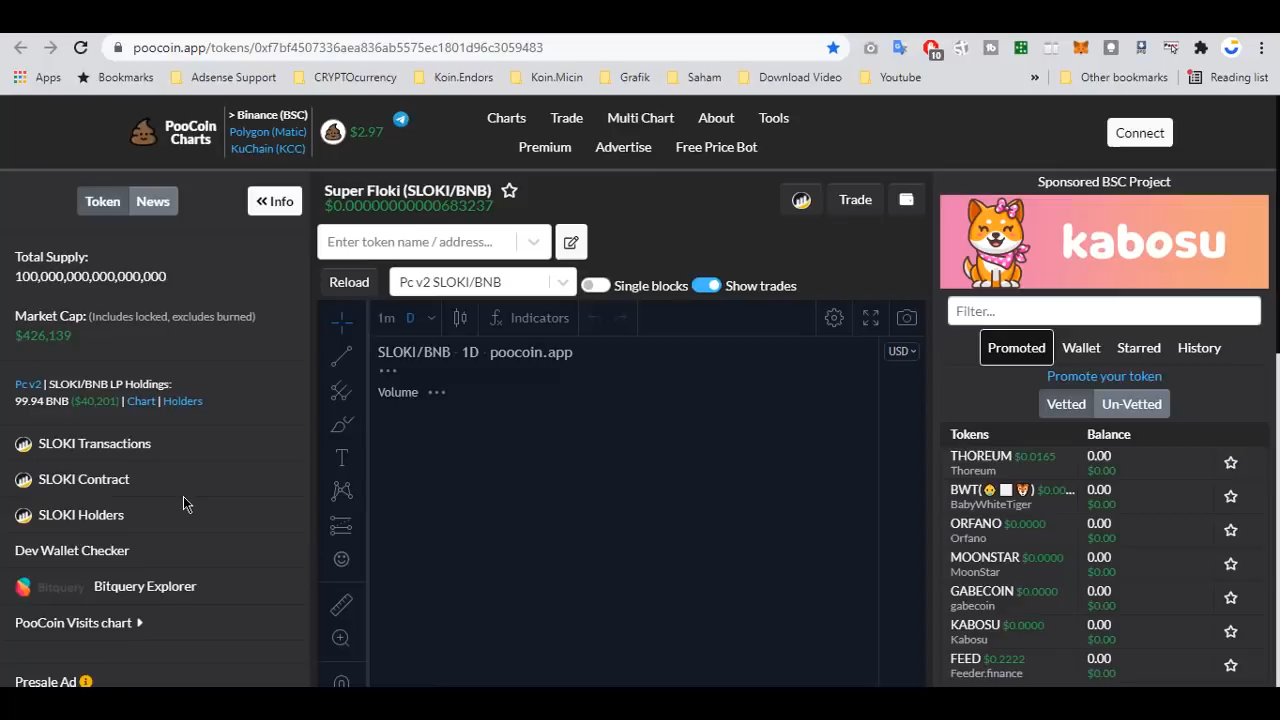 poocoin.app/tokens/0xf7bf4507336aea836ab5575ec1801d96c3059483
10
Apps
Bookmarks
Adsense Support
CRYPTOcurrency
Koin.Endors
Koin.Micin
Grafik
Saham
Download Video
Youtube
»
Other bookmarks
Reading list
PooCoin
Charts
> Binance (BSC)
Polygon (Matic)
KuChain (KCC)
$2.97
Charts
Trade
Multi Chart
About
Tools
Premium
Advertise
Free Price Bot
Connect
Token
News
« Info
Total Supply:
100,000,000,000,000,000
Market Cap: (Includes locked, excludes burned)
$426,139
Pc v2 | SLOKI/BNB LP Holdings:
99.94 BNB ($40,201) | Chart | Holders
SLOKI Transactions
SLOKI Contract
SLOKI Holders
Dev Wallet Checker
Bitquery Bitquery Explorer
PooCoin Visits chart
Presale Ad
Super Floki (SLOKI/BNB)
$0.00000000000683237
Trade
Enter token name / address...
Reload
Pc v2 SLOKI/BNB
Single blocks
Show trades
1m
D
Indicators
SLOKI/BNB · 1D · poocoin.app
USD
Volume
Sponsored BSC Project
kabosu
Filter...
Promoted
Wallet
Starred
History
Promote your token
Vetted
Un-Vetted
Tokens Balance
THOREUM $0.0165 0.00
Thoreum $0.00
BWT( ) $0.00... 0.00
BabyWhiteTiger $0.00
ORFANO $0.0000 0.00
Orfano $0.00
MOONSTAR $0.0000 0.00
MoonStar $0.00
GABECOIN $0.0000 0.00
gabecoin $0.00
KABOSU $0.0000 0.00
Kabosu $0.00
FEED $0.2222 0.00
Feeder.finance $0.00